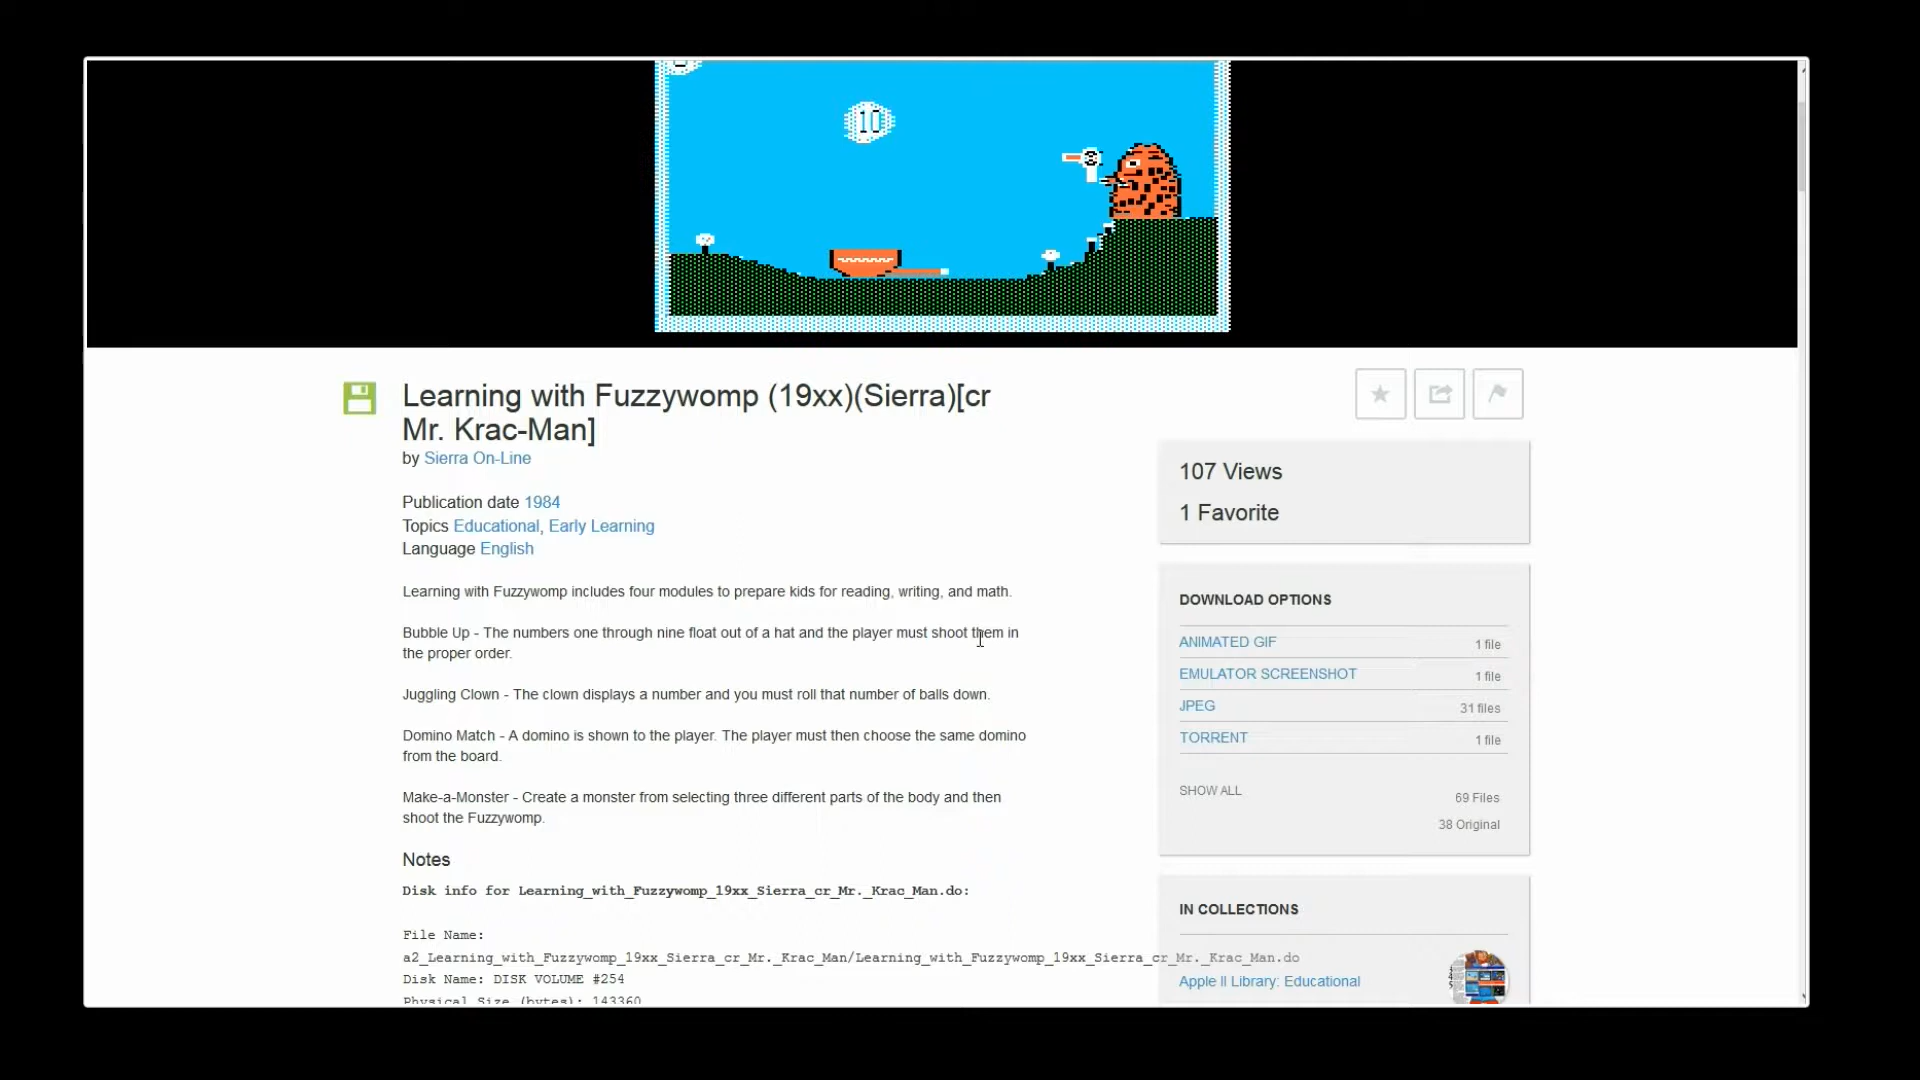 10
Learning with Fuzzywomp (19xx)(Sierra)[cr
Mr. Krac-Man]
by Sierra On-Line
Publication date 1984
Topics Educational, Early Learning
Language English
Learning with Fuzzywomp includes four modules to prepare kids for reading, writing, and math.
Bubble Up - The numbers one through nine float out of a hat and the player must shoot them in
the proper order.
Juggling Clown - The clown displays a number and you must roll that number of balls down.
Domino Match - A domino is shown to the player. The player must then choose the same domino
from the board.
Make-a-Monster - Create a monster from selecting three different parts of the body and then
shoot the Fuzzywomp.
Notes
Disk info for Learning_with_Fuzzywomp_19xx_Sierra_cr_Mr._Krac_Man.do:
File Name:
a2_Learning_with_Fuzzywomp_19xx_Sierra_cr_Mr._Krac_Man/Learning_with_Fuzzywomp_19xx_Sierra_cr_Mr._Krac_Man.do
Disk Name: DISK VOLUME #254
Physical Size (bytes): 143360
107 Views
1 Favorite
DOWNLOAD OPTIONS
ANIMATED GIF 1 file
EMULATOR SCREENSHOT 1 file
JPEG 31 files
TORRENT 1 file
SHOW ALL 69 Files
38 Original
IN COLLECTIONS
Apple II Library: Educational